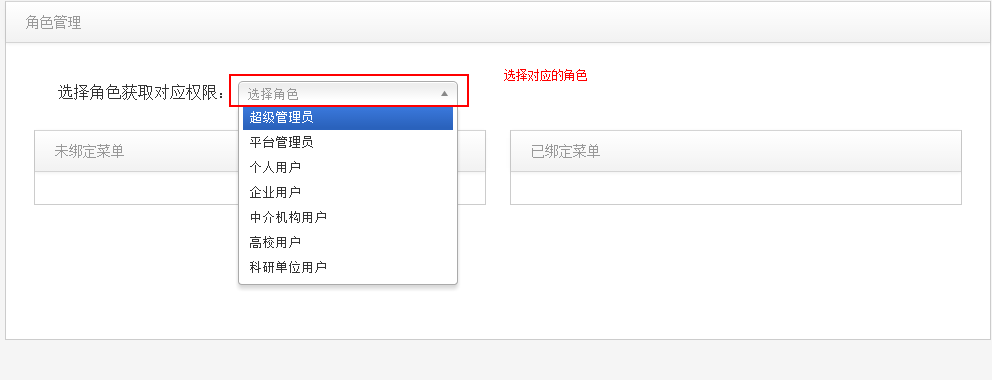 角色管理
选择对应的角色
选择角色获取对应权限：
选择角色
超级管理员
平台管理员
个人用户
企业用户
中介机构用户
高校用户
科研单位用户
未绑定菜单
已绑定菜单